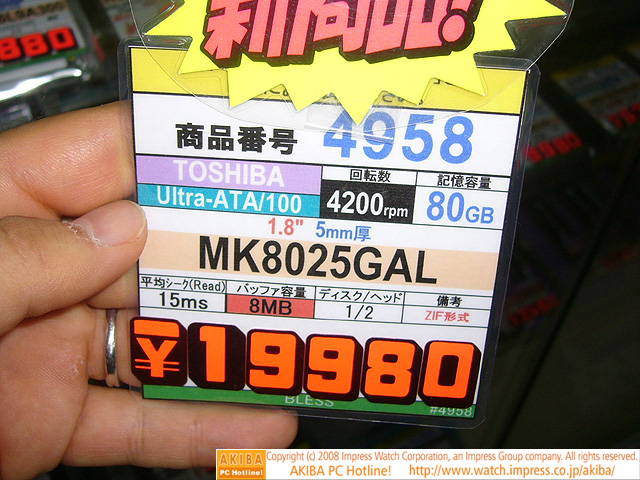 新商品!
商品番号 4958
TOSHIBA
Ultra-ATA/100
回転数
4200rpm
記憶容量
80GB
1.8" 5mm厚
MK8025GAL
平均シーク(Read) バッファ容量 ディスク/ヘッド 備考
15ms 8MB 1/2 ZIF形式
¥19980
BLESS
#4958
AKIBA PC Hotline!
Copyright (c) 2008 Impress Watch Corporation, an Impress Group company. All rights reserved.
AKIBA PC Hotline! http://www.watch.impress.co.jp/akiba/